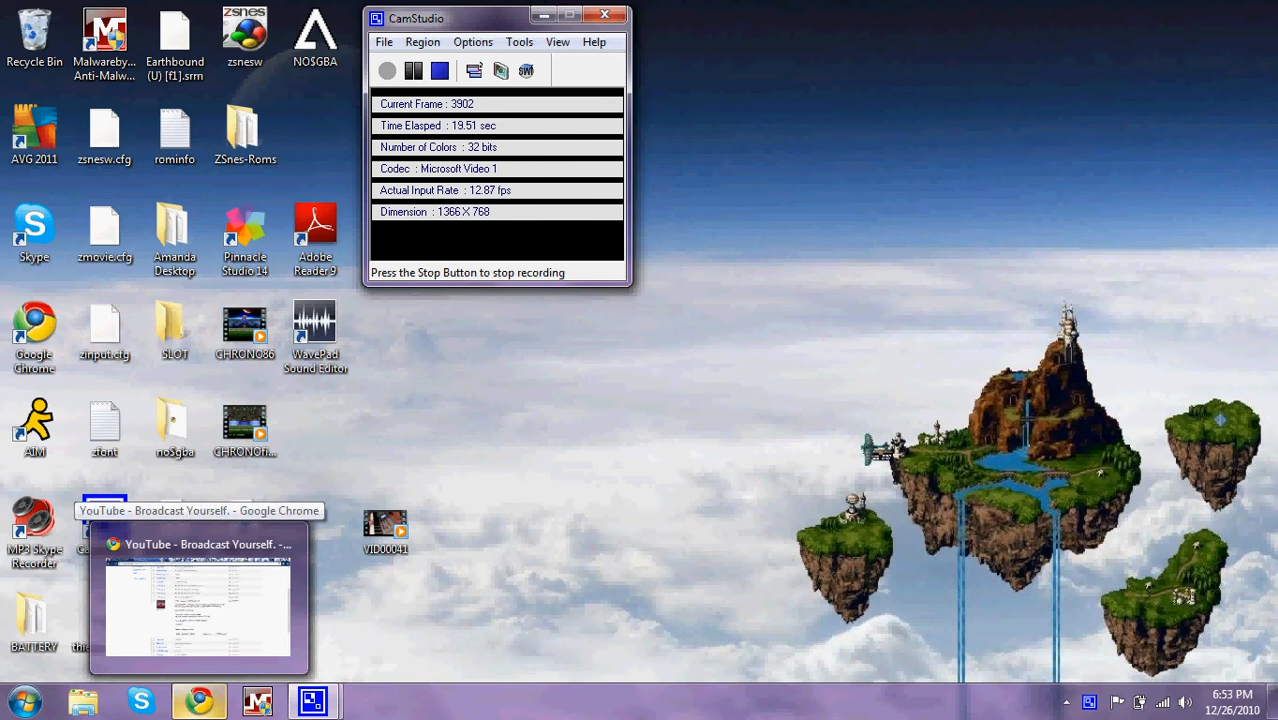 CamStudio
File Region Options Tools View Help
Current Frame : 3902
Time Elasped : 19.51 sec
Number of Colors : 32 bits
Codec : Microsoft Video 1
Actual Input Rate : 12.87 fps
Dimension : 1366 X 768
Press the Stop Button to stop recording
Recycle Bin
Malwareby...
Anti-Malw...
Earthbound
(U) [f1].srm
zsnesw
NO$GBA
AVG 2011
zsnesw.cfg
rominfo
ZSnes-Roms
Skype
zmovie.cfg
Amanda
Desktop
Pinnacle
Studio 14
Adobe
Reader 9
Google
Chrome
zinput.cfg
SLOT
CHRONO86
WavePad
Sound Editor
AIM
zfont
no$gba
CHRONOfi...
YouTube - Broadcast Yourself. - Google Chrome
MP3 Skype
Recorder
YouTube - Broadcast Yourself. -...
VID00041
BATTERY
6:53 PM
12/26/2010